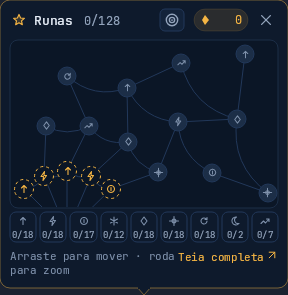 Runas 0/128 0
0/18 0/18 0/17 0/12 0/18 0/18 0/18 0/2 0/7
Arraste para mover · roda Teia completa
para zoom